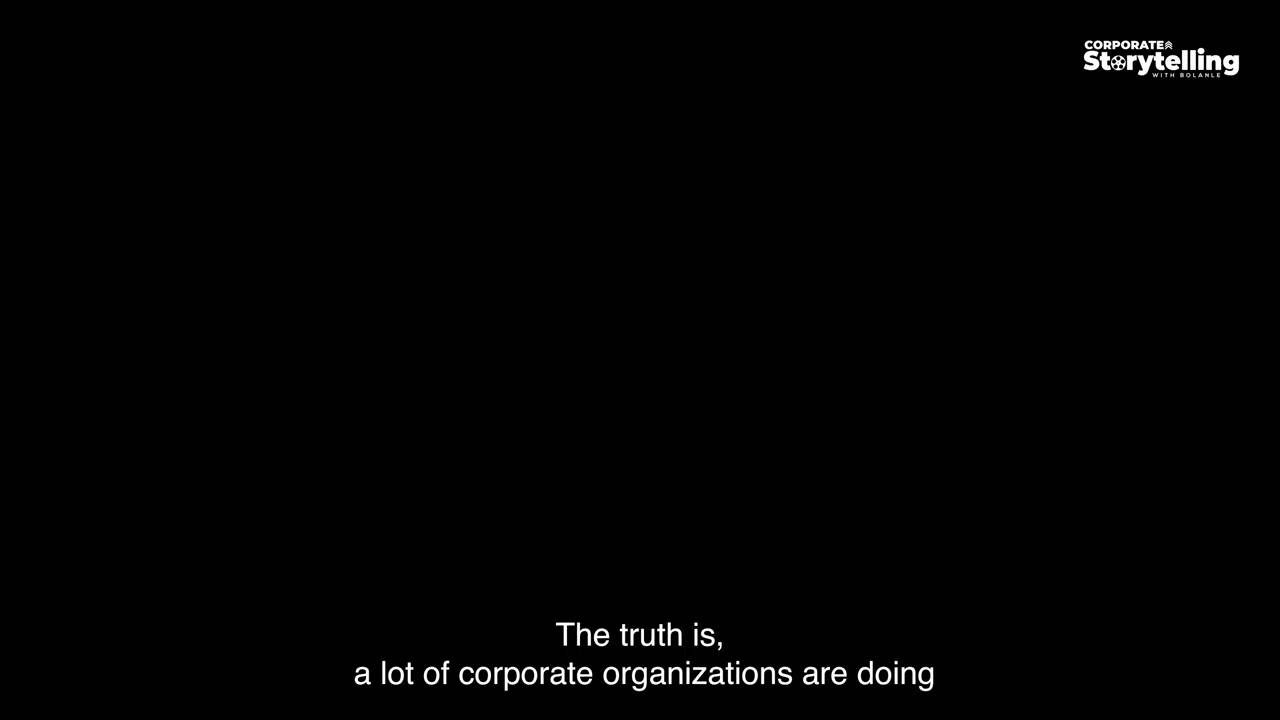 CORPORATE
Storytelling
WITH BOLANLE
The truth is,
a lot of corporate organizations are doing